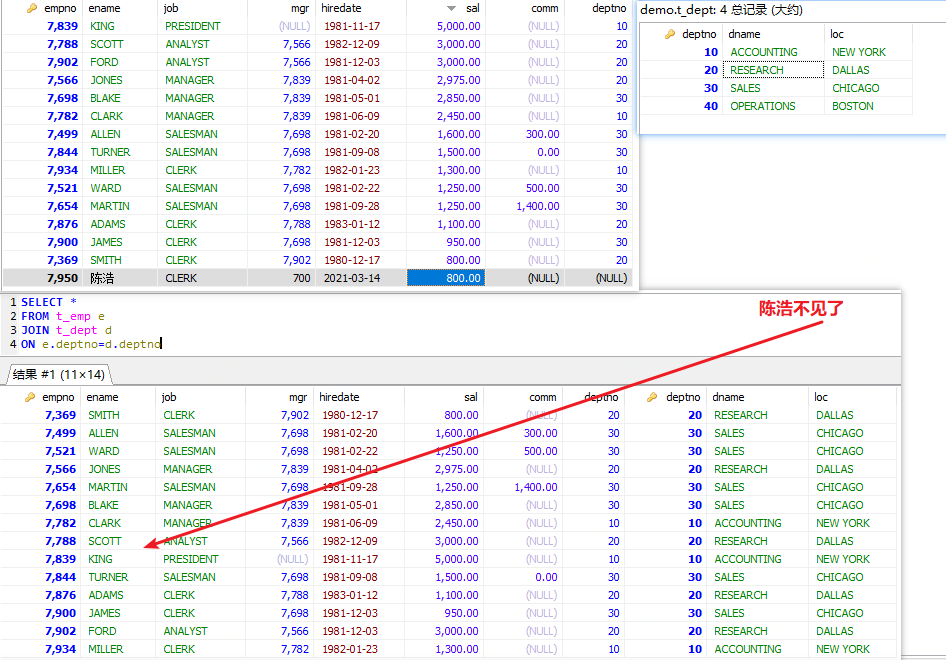 empno ename job mgr hiredate sal comm deptno
7,839 KING PRESIDENT (NULL) 1981-11-17 5,000.00 (NULL) 10
7,788 SCOTT ANALYST 7,566 1982-12-09 3,000.00 (NULL) 20
7,902 FORD ANALYST 7,566 1981-12-03 3,000.00 (NULL) 20
7,566 JONES MANAGER 7,839 1981-04-02 2,975.00 (NULL) 20
7,698 BLAKE MANAGER 7,839 1981-05-01 2,850.00 (NULL) 30
7,782 CLARK MANAGER 7,839 1981-06-09 2,450.00 (NULL) 10
7,499 ALLEN SALESMAN 7,698 1981-02-20 1,600.00 300.00 30
7,844 TURNER SALESMAN 7,698 1981-09-08 1,500.00 0.00 30
7,934 MILLER CLERK 7,782 1982-01-23 1,300.00 (NULL) 10
7,521 WARD SALESMAN 7,698 1981-02-22 1,250.00 500.00 30
7,654 MARTIN SALESMAN 7,698 1981-09-28 1,250.00 1,400.00 30
7,876 ADAMS CLERK 7,788 1983-01-12 1,100.00 (NULL) 20
7,900 JAMES CLERK 7,698 1981-12-03 950.00 (NULL) 30
7,369 SMITH CLERK 7,902 1980-12-17 800.00 (NULL) 20
7,950 陈浩 CLERK 700 2021-03-14 800.00 (NULL) (NULL)
demo.t_dept: 4 总记录 (大约)
deptno dname loc
10 ACCOUNTING NEW YORK
20 RESEARCH DALLAS
30 SALES CHICAGO
40 OPERATIONS BOSTON
1 SELECT *
2 FROM t_emp e
3 JOIN t_dept d
4 ON e.deptno=d.deptno
陈浩不见了
结果 #1 (11×14)
empno ename job mgr hiredate sal comm deptno deptno dname loc
7,369 SMITH CLERK 7,902 1980-12-17 800.00 (NULL) 20 20 RESEARCH DALLAS
7,499 ALLEN SALESMAN 7,698 1981-02-20 1,600.00 300.00 30 30 SALES CHICAGO
7,521 WARD SALESMAN 7,698 1981-02-22 1,250.00 500.00 30 30 SALES CHICAGO
7,566 JONES MANAGER 7,839 1981-04-02 2,975.00 (NULL) 20 20 RESEARCH DALLAS
7,654 MARTIN SALESMAN 7,698 1981-09-28 1,250.00 1,400.00 30 30 SALES CHICAGO
7,698 BLAKE MANAGER 7,839 1981-05-01 2,850.00 (NULL) 30 30 SALES CHICAGO
7,782 CLARK MANAGER 7,839 1981-06-09 2,450.00 (NULL) 10 10 ACCOUNTING NEW YORK
7,788 SCOTT ANALYST 7,566 1982-12-09 3,000.00 (NULL) 20 20 RESEARCH DALLAS
7,839 KING PRESIDENT (NULL) 1981-11-17 5,000.00 (NULL) 10 10 ACCOUNTING NEW YORK
7,844 TURNER SALESMAN 7,698 1981-09-08 1,500.00 0.00 30 30 SALES CHICAGO
7,876 ADAMS CLERK 7,788 1983-01-12 1,100.00 (NULL) 20 20 RESEARCH DALLAS
7,900 JAMES CLERK 7,698 1981-12-03 950.00 (NULL) 30 30 SALES CHICAGO
7,902 FORD ANALYST 7,566 1981-12-03 3,000.00 (NULL) 20 20 RESEARCH DALLAS
7,934 MILLER CLERK 7,782 1982-01-23 1,300.00 (NULL) 10 10 ACCOUNTING NEW YORK